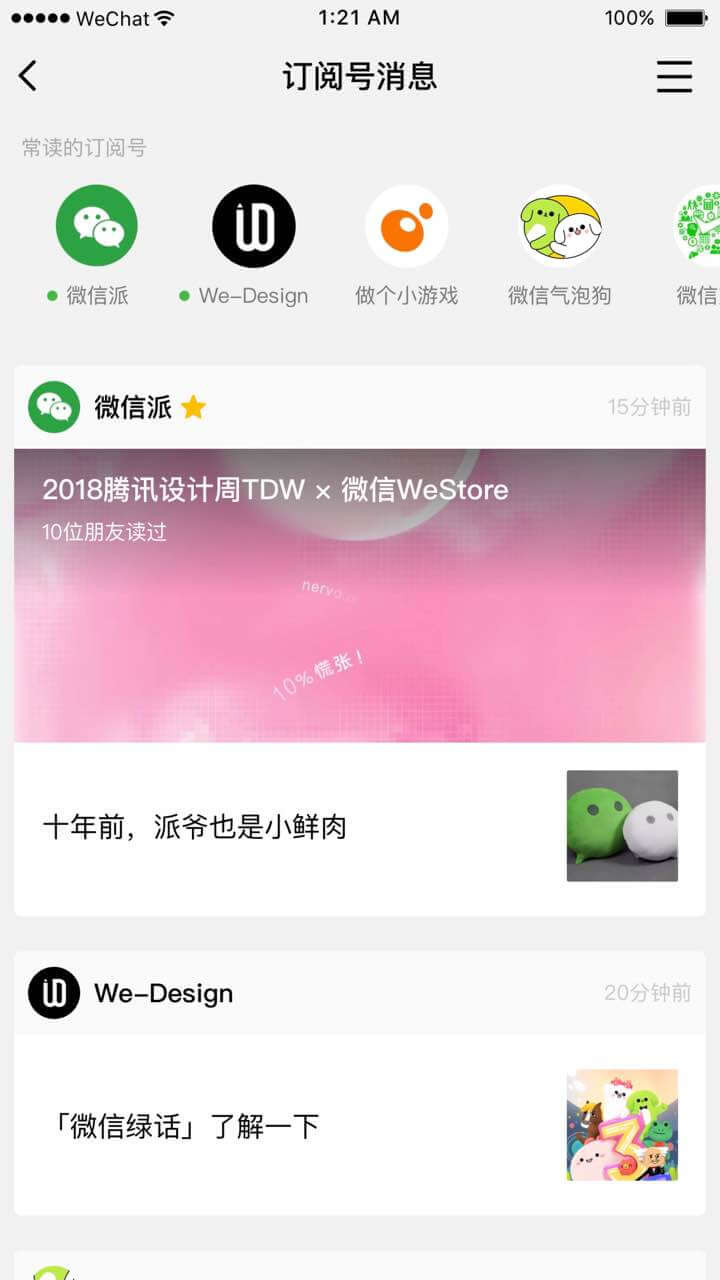 WeChat 1:21 AM 100%
订阅号消息
常读的订阅号
微信派 We-Design 做个小游戏 微信气泡狗 微信
微信派 15分钟前
2018腾讯设计周TDW × 微信WeStore
10位朋友读过
10%慌张！
十年前，派爷也是小鲜肉
We-Design 20分钟前
「微信绿话」了解一下
3